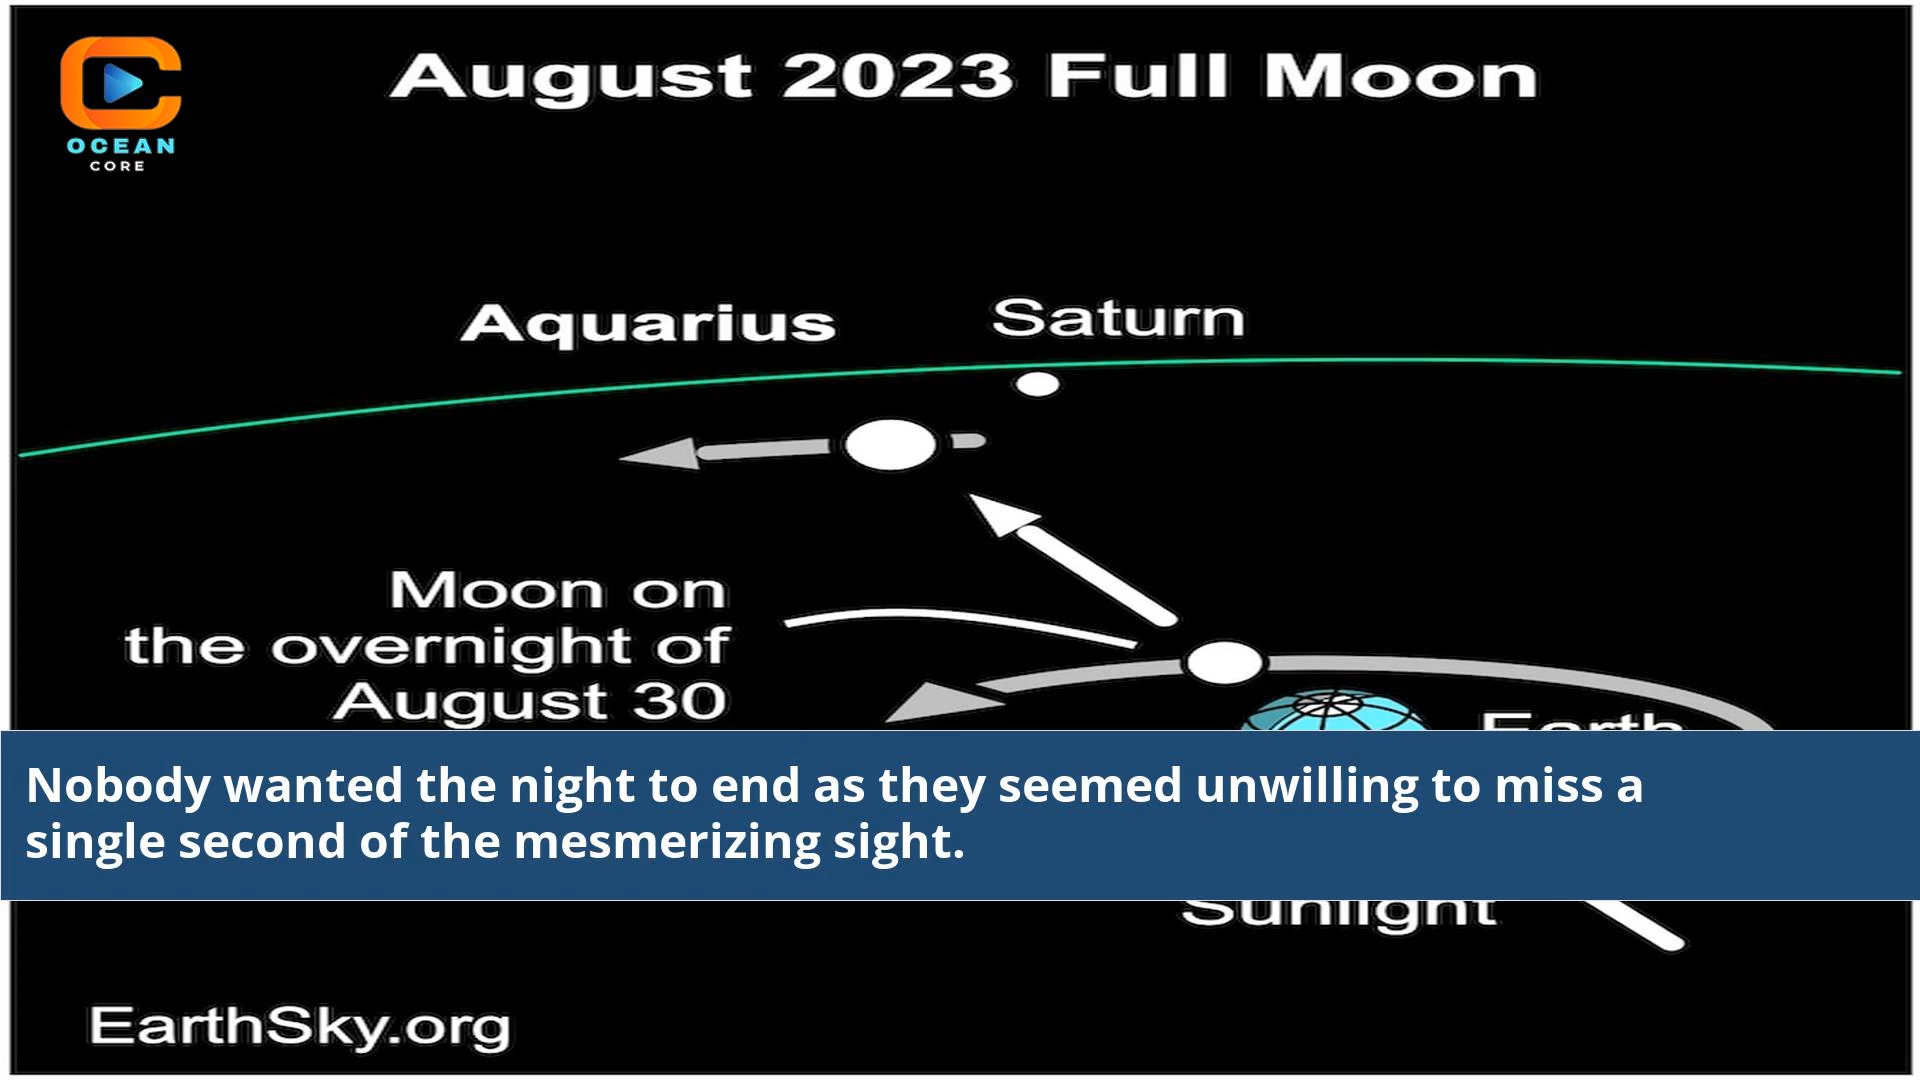 OCEAN
CORE
August 2023 Full Moon
Aquarius
Saturn
Moon on
the overnight of
August 30
Earth
Nobody wanted the night to end as they seemed unwilling to miss a
single second of the mesmerizing sight.
Sunlight
EarthSky.org